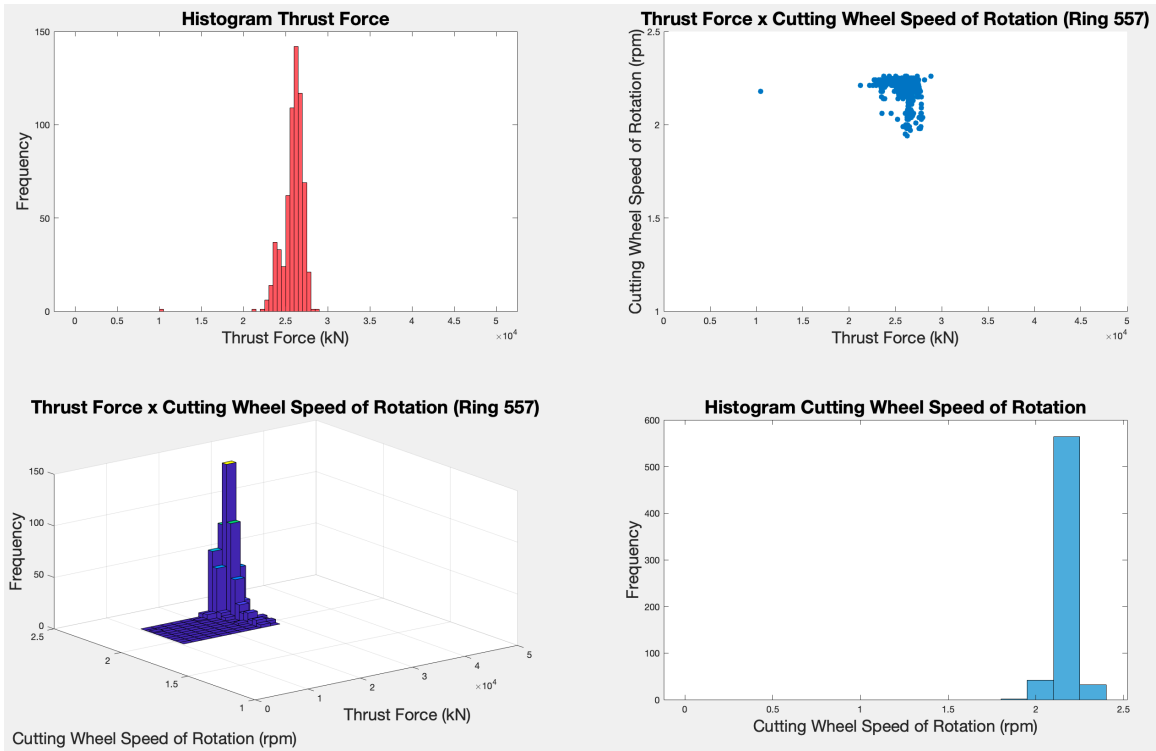 Histogram Thrust Force
150
100
50
0
Frequency
0 0.5 1 1.5 2 2.5 3 3.5 4 4.5 5
×10⁴
Thrust Force (kN)
Thrust Force x Cutting Wheel Speed of Rotation (Ring 557)
2.5
2
1.5
1
Cutting Wheel Speed of Rotation (rpm)
0 0.5 1 1.5 2 2.5 3 3.5 4 4.5 5
×10⁴
Thrust Force (kN)
Thrust Force x Cutting Wheel Speed of Rotation (Ring 557)
150
100
50
0
Frequency
2.5
2
1.5
1
0
1
2
3
4
5
×10⁴
Thrust Force (kN)
Cutting Wheel Speed of Rotation (rpm)
Histogram Cutting Wheel Speed of Rotation
600
500
400
300
200
100
0
Frequency
0 0.5 1 1.5 2 2.5
Cutting Wheel Speed of Rotation (rpm)